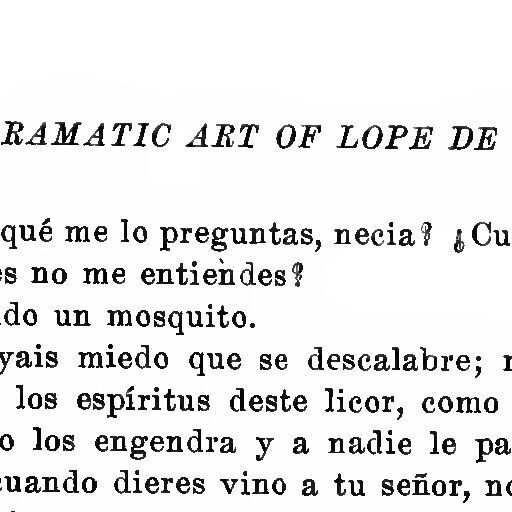 RAMATIC ART OF LOPE DE
qué me lo preguntas, necia? ¿Cu
es no me entiendes?
do un mosquito.
yais miedo que se descalabre;
los espíritus deste licor, como
o los engendra y a nadie le pa
cuando dieres vino a tu señor, no